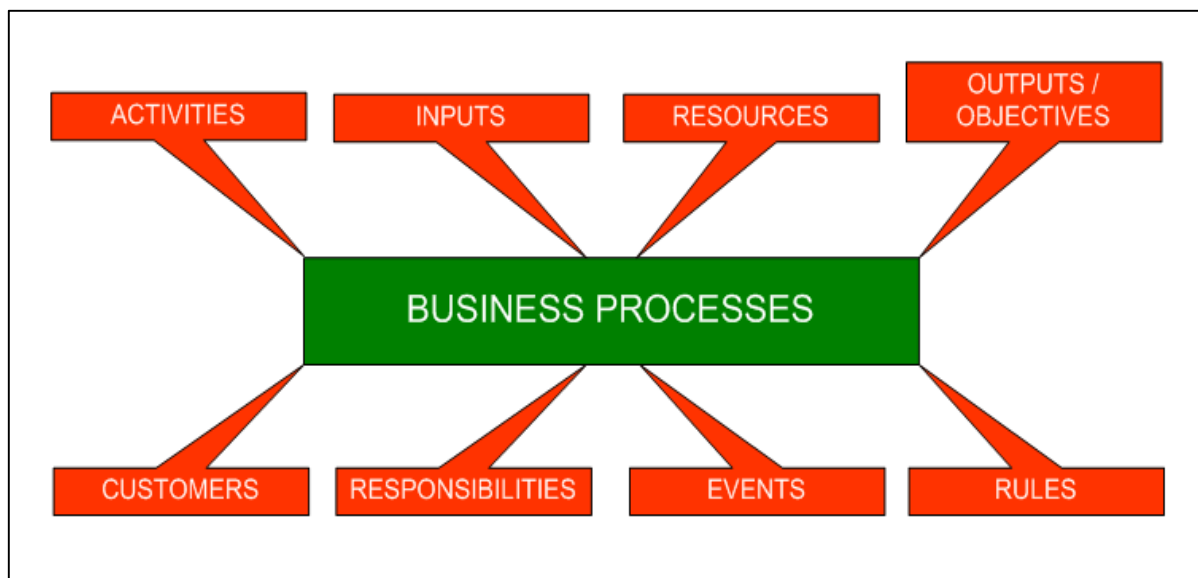 ACTIVITIES
INPUTS
RESOURCES
OUTPUTS /
OBJECTIVES
BUSINESS PROCESSES
CUSTOMERS
RESPONSIBILITIES
EVENTS
RULES